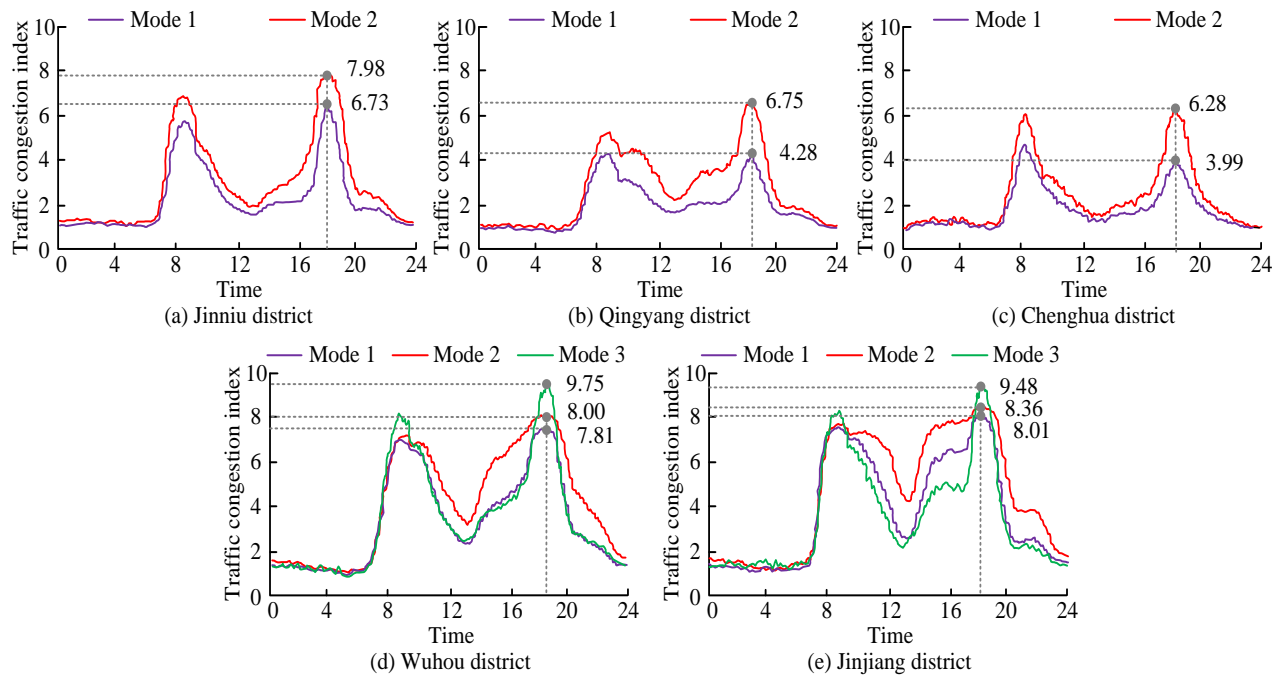 Mode 1 Mode 2
Traffic congestion index
10
8
6
4
2
0
7.98
6.73
0 4 8 12 16 20 24
Time
(a) Jinniu district
Mode 1 Mode 2
Traffic congestion index
10
8
6
4
2
0
6.75
4.28
0 4 8 12 16 20 24
Time
(b) Qingyang district
Mode 1 Mode 2
Traffic congestion index
10
8
6
4
2
0
6.28
3.99
0 4 8 12 16 20 24
Time
(c) Chenghua district
Mode 1 Mode 2 Mode 3
Traffic congestion index
10
8
6
4
2
0
9.75
8.00
7.81
0 4 8 12 16 20 24
Time
(d) Wuhou district
Mode 1 Mode 2 Mode 3
Traffic congestion index
10
8
6
4
2
0
9.48
8.36
8.01
0 4 8 12 16 20 24
Time
(e) Jinjiang district